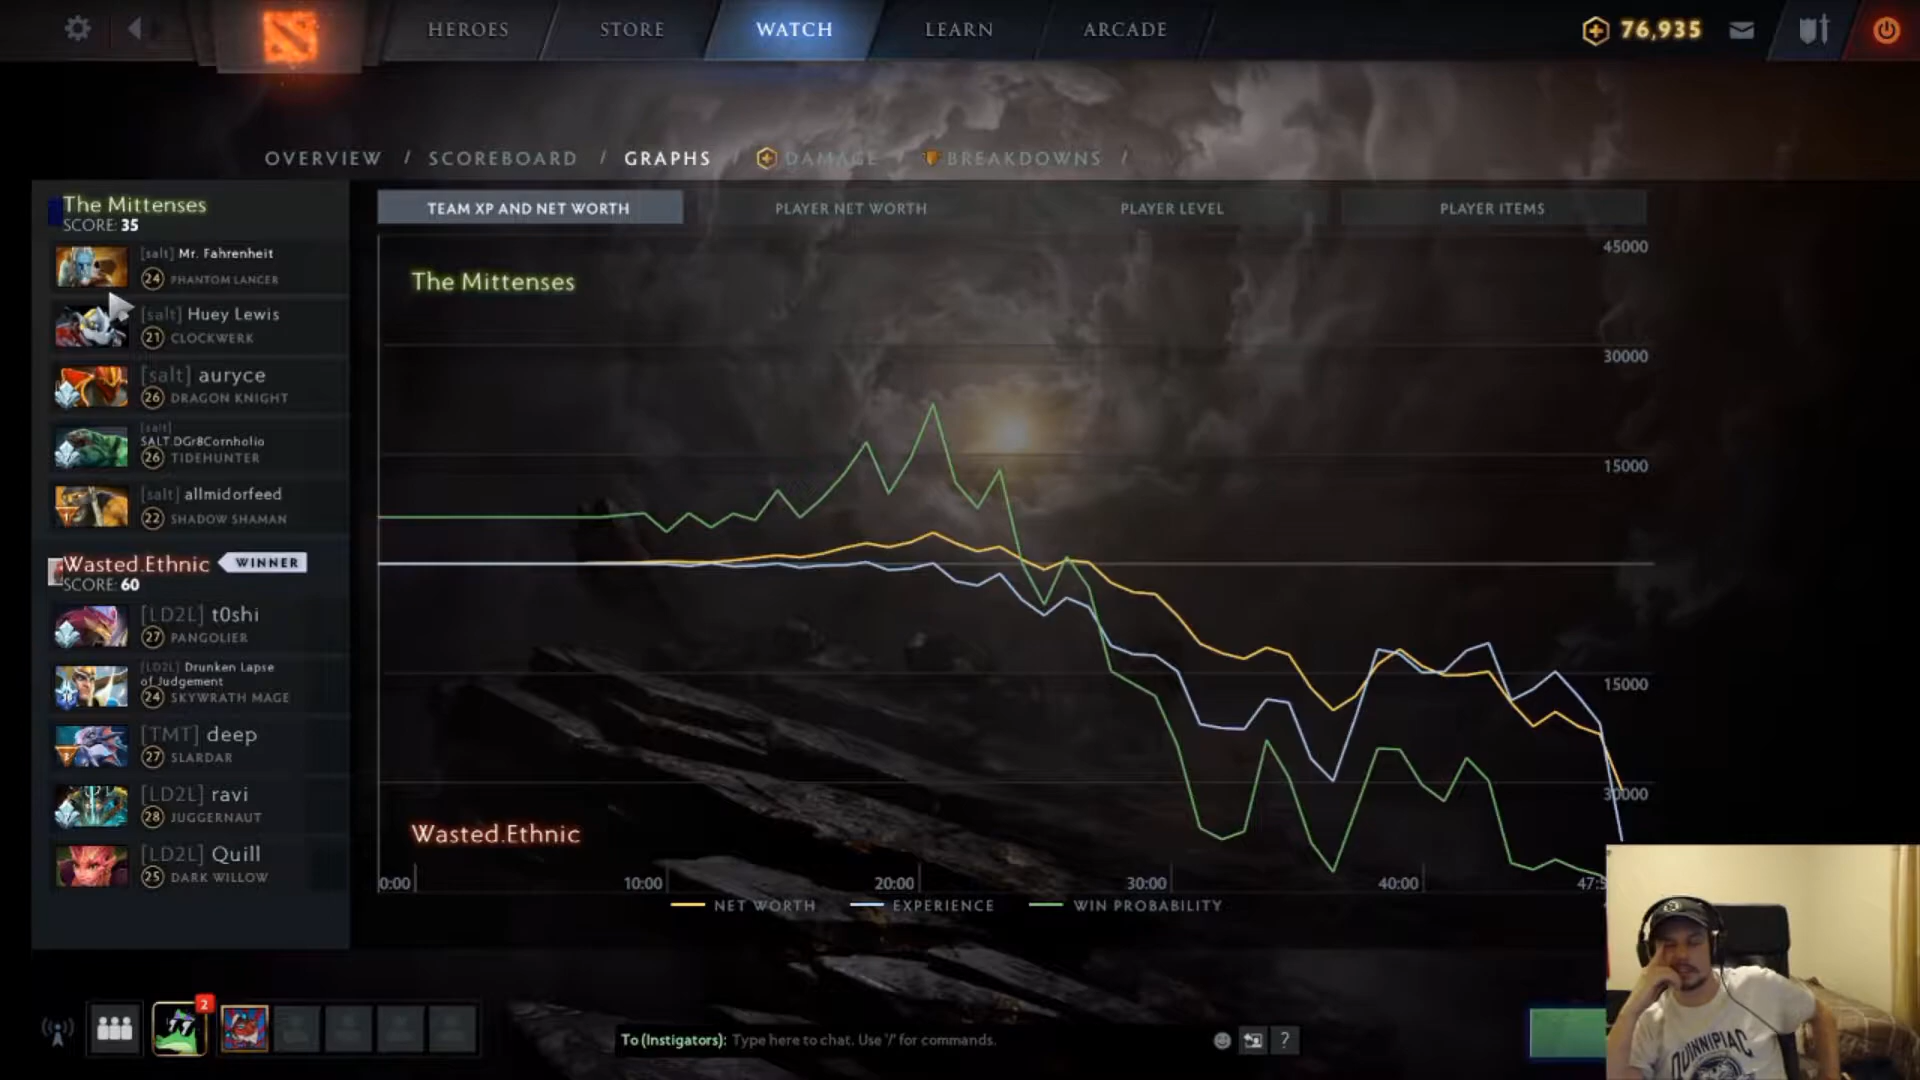 HEROES
STORE
WATCH
LEARN
ARCADE
76,935
OVERVIEW / SCOREBOARD / GRAPHS / DAMAGE / BREAKDOWNS /
The Mittenses
SCORE: 35
[salt] Mr. Fahrenheit
24 PHANTOM LANCER
[salt] Huey Lewis
21 CLOCKWERK
[salt] auryce
26 DRAGON KNIGHT
[salt]
SALT.DGr8Cornholio
26 TIDEHUNTER
[salt] allmidorfeed
22 SHADOW SHAMAN
Wasted.Ethnic WINNER
SCORE: 60
[LD2L] t0shi
27 PANGOLIER
[LD2L] Drunken Lapse
of Judgement
24 SKYWRATH MAGE
[TMT] deep
27 SLARDAR
[LD2L] ravi
28 JUGGERNAUT
[LD2L] Quill
25 DARK WILLOW
TEAM XP AND NET WORTH
PLAYER NET WORTH
PLAYER LEVEL
PLAYER ITEMS
45000
The Mittenses
30000
15000
15000
30000
Wasted.Ethnic
0:00
10:00
20:00
30:00
40:00
47:5
NET WORTH
EXPERIENCE
WIN PROBABILITY
2
To (Instigators): Type here to chat. Use '/' for commands.
?
QUINNIPIAC